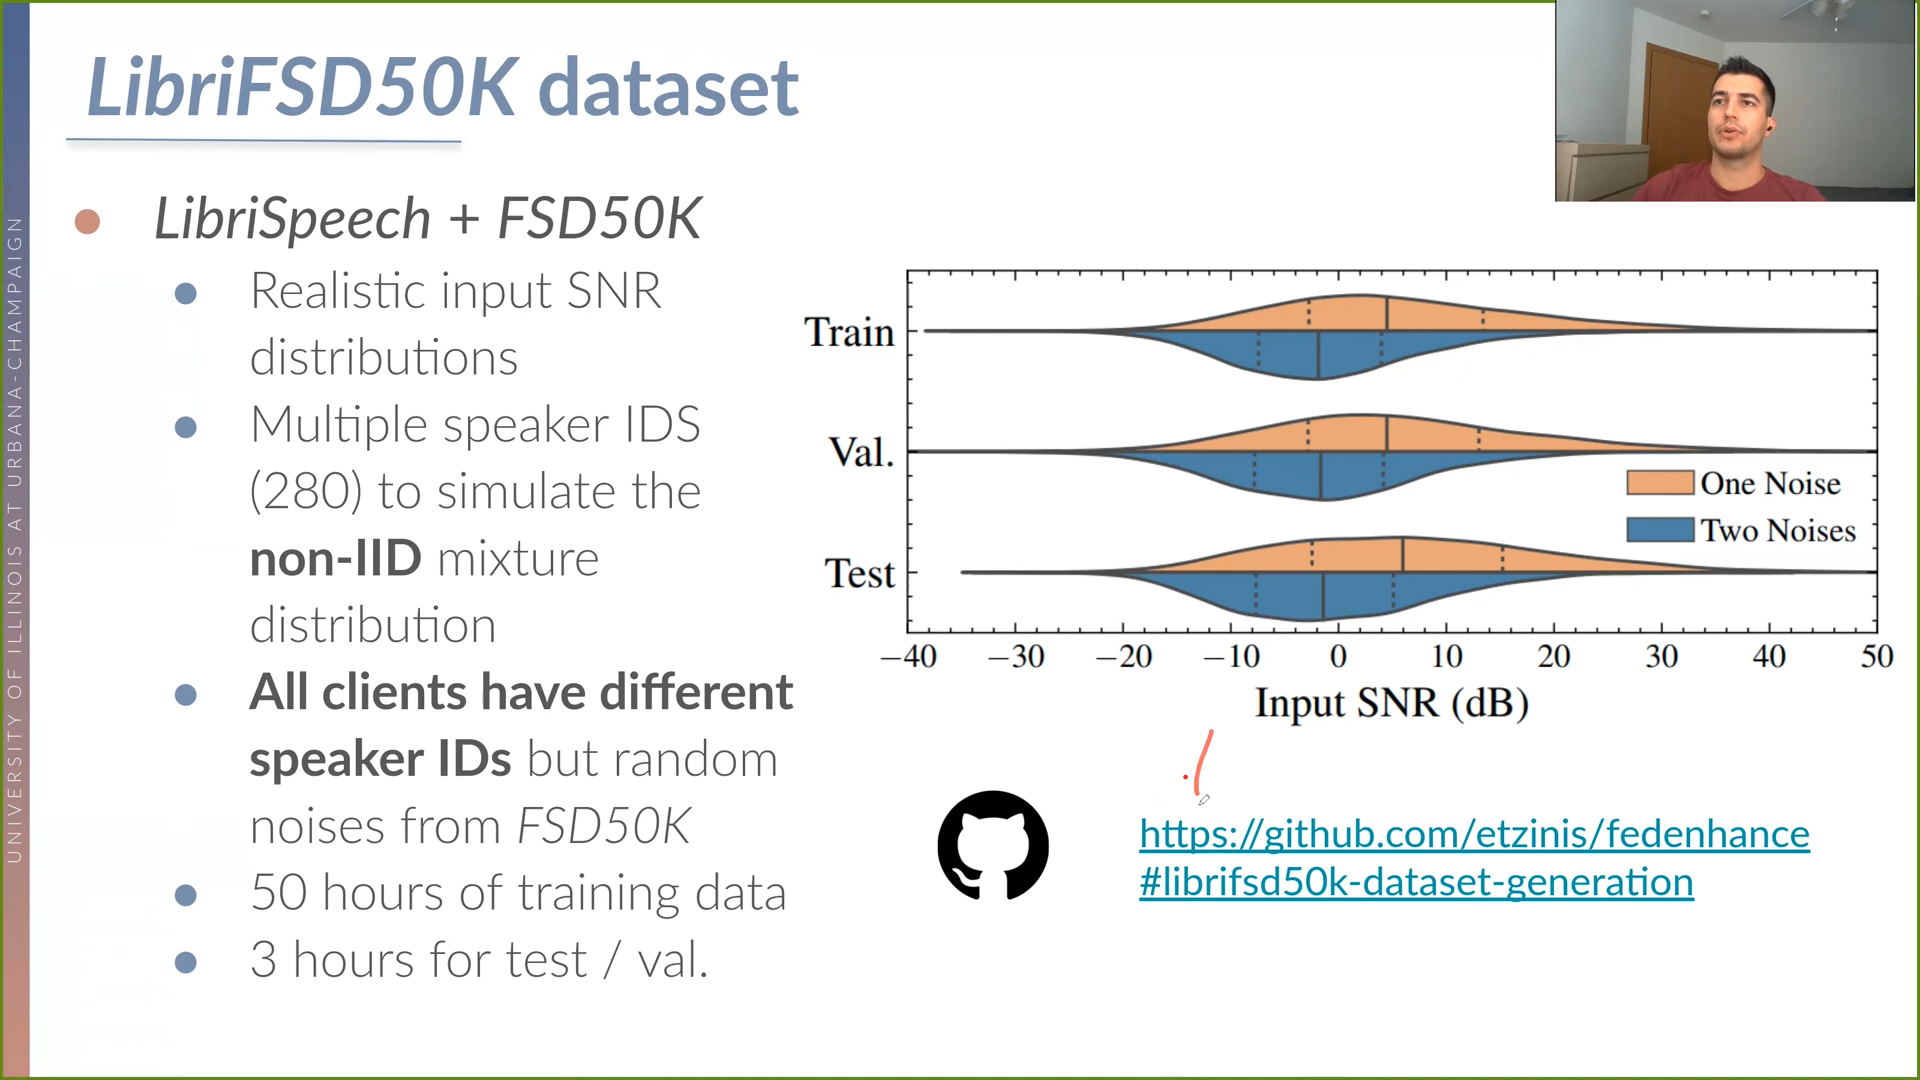 LibriFSD50K dataset
LibriSpeech + FSD50K
Realistic input SNR
distributions
Multiple speaker IDS
(280) to simulate the
non-IID mixture
distribution
All clients have different
speaker IDs but random
noises from FSD50K
50 hours of training data
3 hours for test / val.
UNIVERSITY OF ILLINOIS AT URBANA-CHAMPAIGN
Train
Val.
Test
One Noise
Two Noises
−40 −30 −20 −10 0 10 20 30 40 50
Input SNR (dB)
https://github.com/etzinis/fedenhance
#librifsd50k-dataset-generation